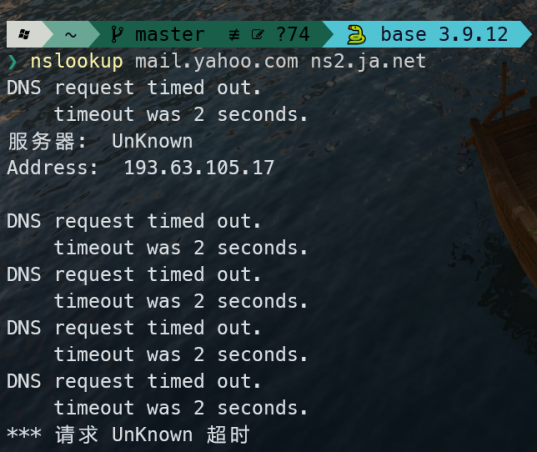 ~ master ≢ ?74 base 3.9.12
❯ nslookup mail.yahoo.com ns2.ja.net
DNS request timed out.
    timeout was 2 seconds.
服务器:  UnKnown
Address:  193.63.105.17

DNS request timed out.
    timeout was 2 seconds.
DNS request timed out.
    timeout was 2 seconds.
DNS request timed out.
    timeout was 2 seconds.
DNS request timed out.
    timeout was 2 seconds.
*** 请求 UnKnown 超时